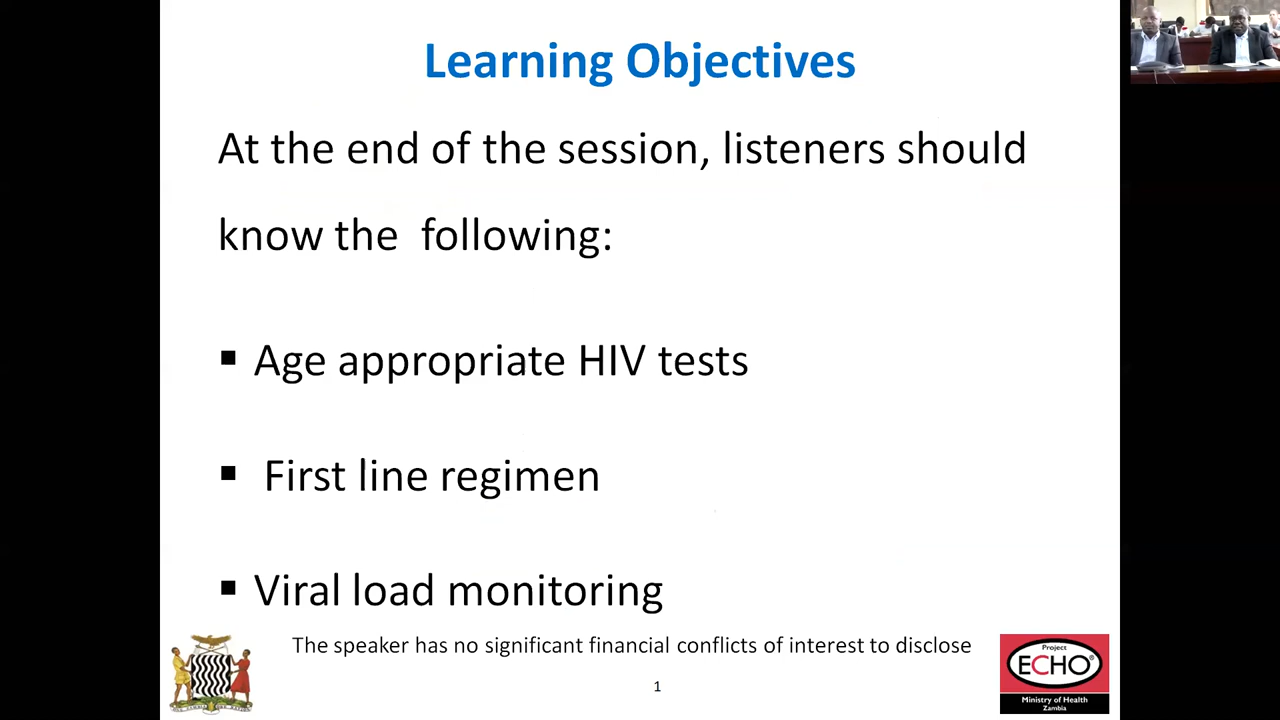 Learning Objectives
At the end of the session, listeners should
know the following:
▪ Age appropriate HIV tests
▪ First line regimen
▪ Viral load monitoring
The speaker has no significant financial conflicts of interest to disclose
1
Project
ECHO®
Ministry of Health
Zambia